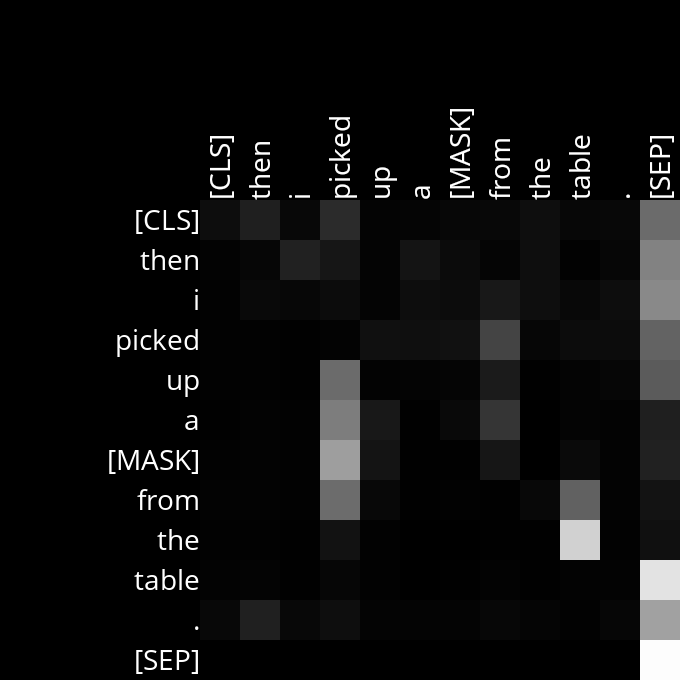 [CLS]
then
i
picked
up
a
[MASK]
from
the
table
.
[SEP]
[CLS]
then
i
picked
up
a
[MASK]
from
the
table
.
[SEP]